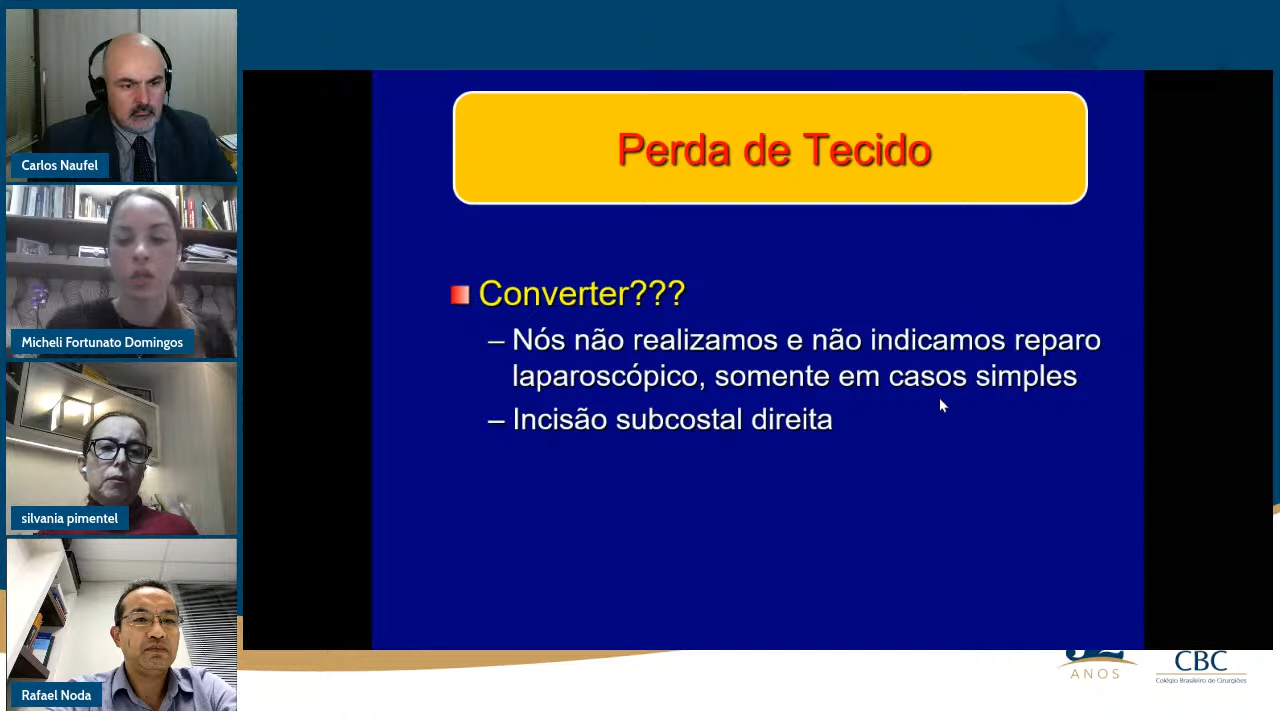 Carlos Naufel
Micheli Fortunato Domingos
silvania pimentel
Rafael Noda
Perda de Tecido
Converter???
– Nós não realizamos e não indicamos reparo
laparoscópico, somente em casos simples
– Incisão subcostal direita
ANOS
CBC
Colégio Brasileiro de Cirurgiões